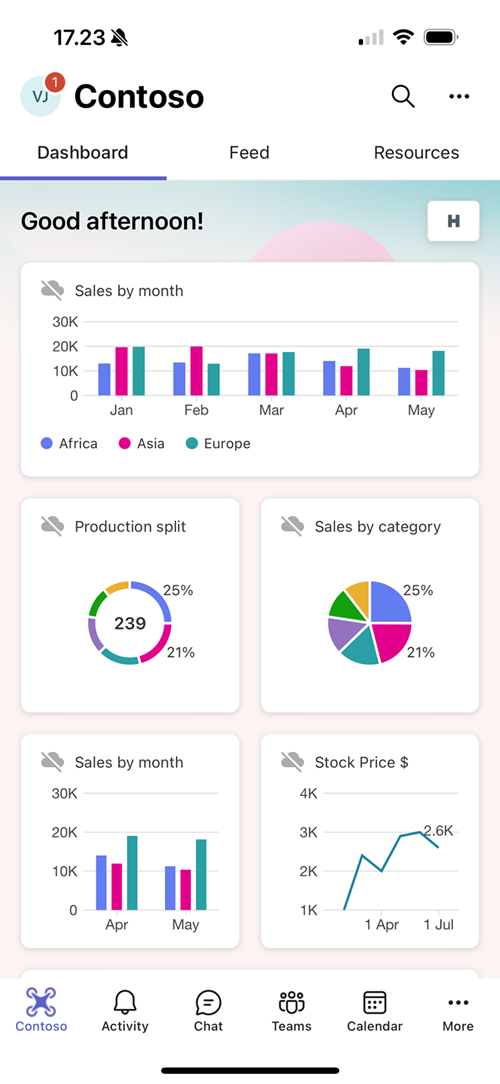 17.23
VJ 1 Contoso
Dashboard Feed Resources
Good afternoon! H
Sales by month
30K
20K
10K
0
Jan Feb Mar Apr May
Africa Asia Europe
Production split
25%
239
21%
Sales by category
25%
21%
Sales by month
30K
20K
10K
0
Apr May
Stock Price $
4K
3K
2.6K
2K
1K
1 Apr 1 Jul
Contoso Activity Chat Teams Calendar More